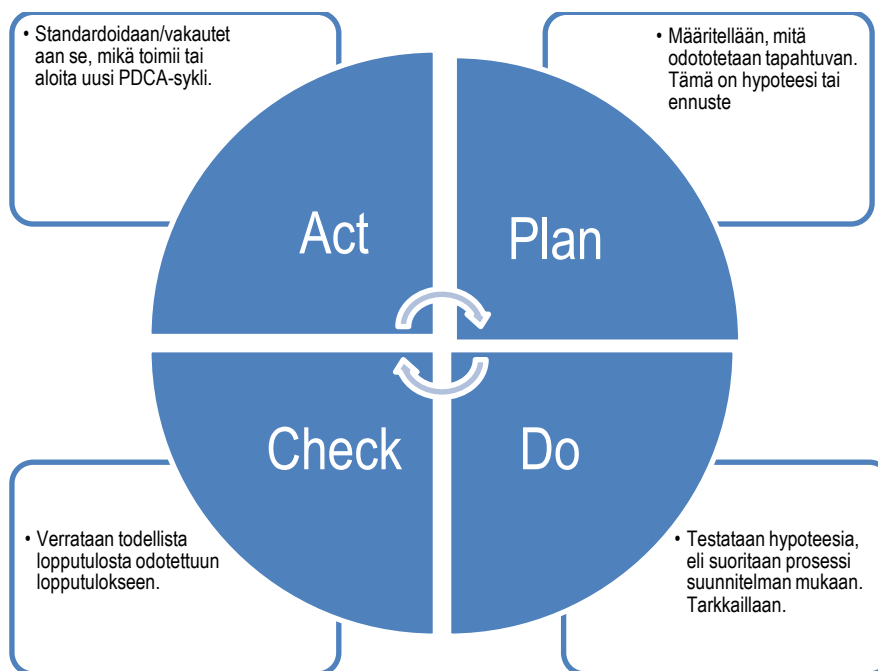 • Standardoidaan/vakautet
aan se, mikä toimii tai
aloita uusi PDCA-sykli.
• Määritellään, mitä
odototetaan tapahtuvan.
Tämä on hypoteesi tai
ennuste
Act
Plan
Check
Do
• Verrataan todellista
lopputulosta odotettuun
lopputulokseen.
• Testataan hypoteesia,
eli suoritaan prosessi
suunnitelman mukaan.
Tarkkaillaan.